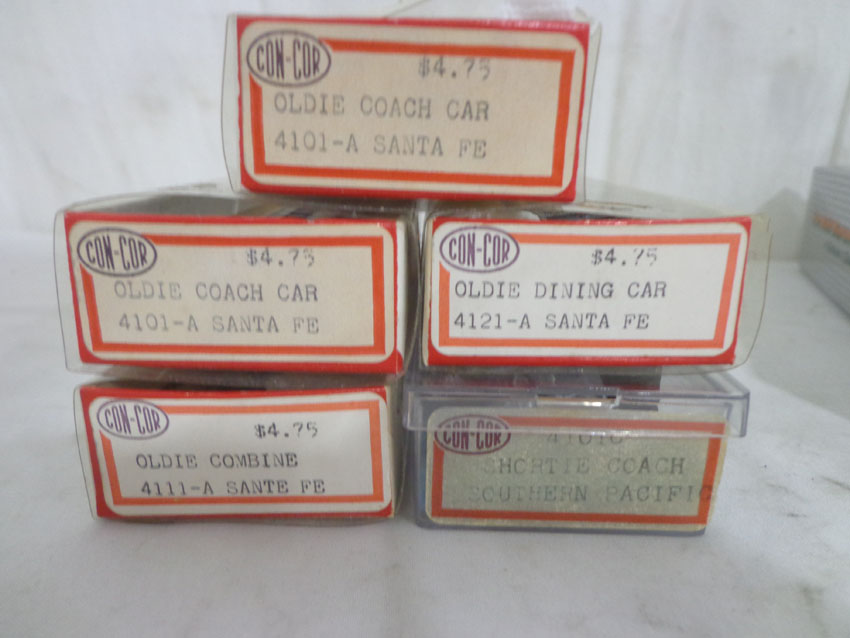 CON-COR
$4.75
OLDIE COACH CAR
4101-A SANTA FE
CON-COR
$4.75
OLDIE COACH CAR
4101-A SANTA FE
CON-COR
$4.75
OLDIE DINING CAR
4121-A SANTA FE
CON-COR
$4.75
OLDIE COMBINE
4111-A SANTE FE
CON-COR
SHORTIE COACH
SOUTHERN PACIFIC